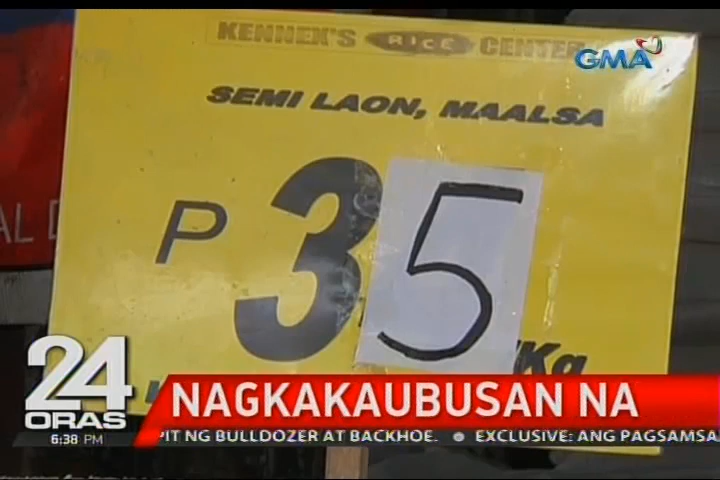 KENNEX'S RICE CENTER
GMA
SEMI LAON, MAALSA
P 35
/Kg
24
ORAS
NAGKAKAUBUSAN NA
6:38 PM
PIT NG BULLDOZER AT BACKHOE. EXCLUSIVE: ANG PAGSAMSA